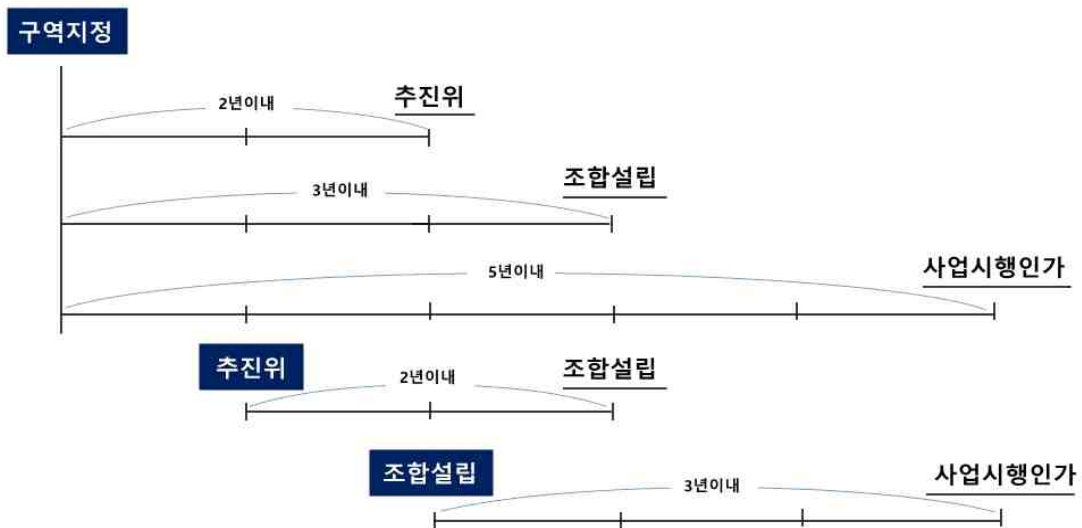 구역지정
2년이내
추진위
3년이내
조합설립
5년이내
사업시행인가
추진위
2년이내
조합설립
조합설립
3년이내
사업시행인가